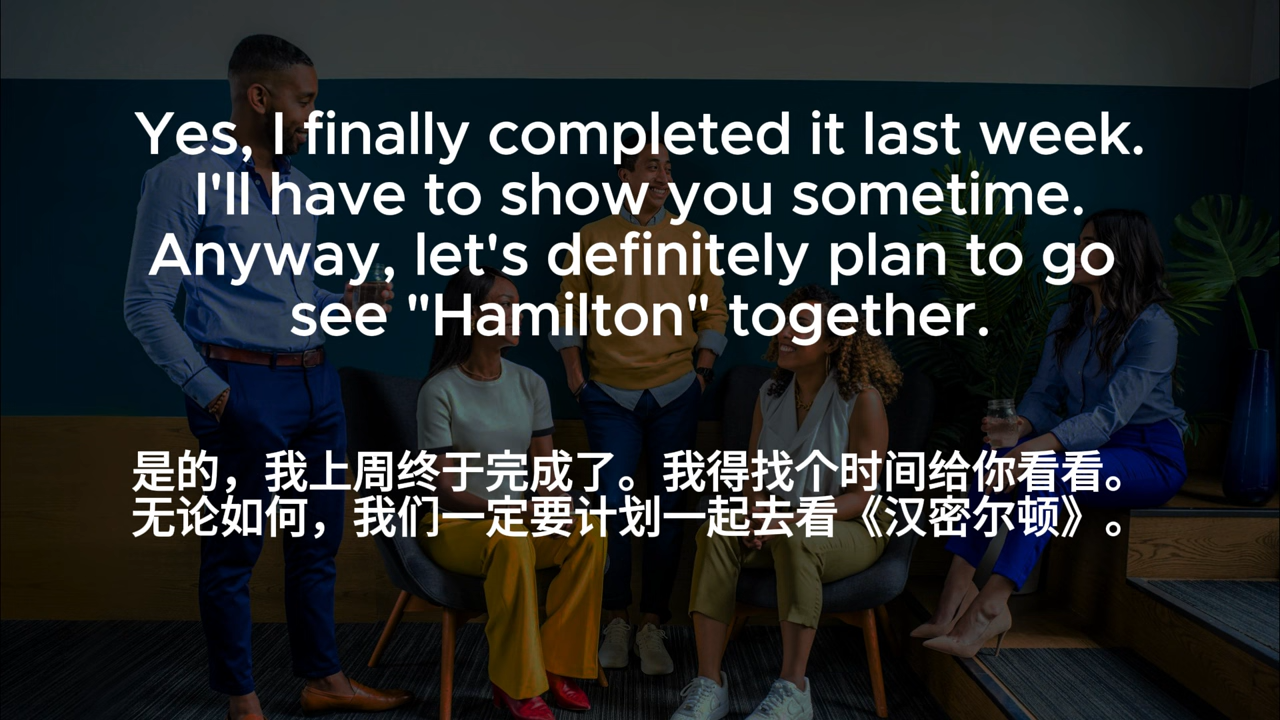 Yes, I finally completed it last week.
I'll have to show you sometime.
Anyway, let's definitely plan to go
see "Hamilton" together.
是的，我上周终于完成了。我得找个时间给你看看。
无论如何，我们一定要计划一起去看《汉密尔顿》。